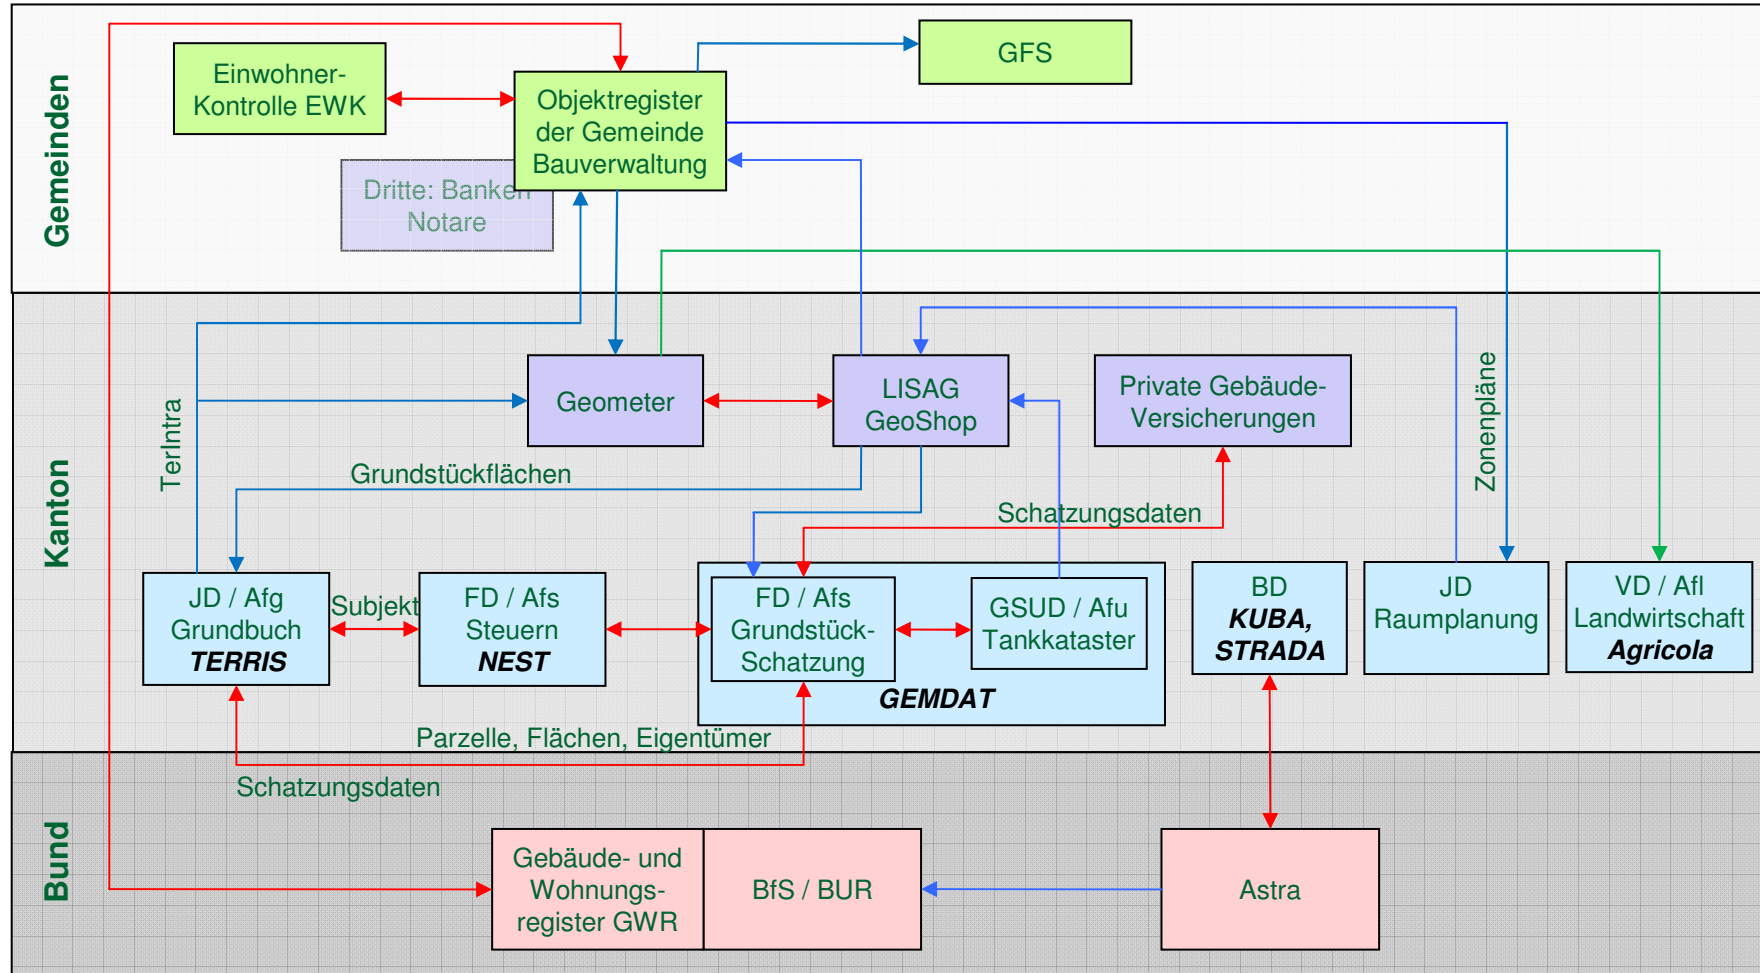 Gemeinden
Einwohner-
Kontrolle EWK
Objektregister
der Gemeinde
Bauverwaltung
GFS
Dritte: Banken
Notare
Kanton
TerIntra
Geometer
LISAG
GeoShop
Private Gebäude-
Versicherungen
Zonenpläne
Grundstückflächen
Schatzungsdaten
JD / Afg
Grundbuch
TERRIS
Subjekt
FD / Afs
Steuern
NEST
FD / Afs
Grundstück-
Schatzung
GSUD / Afu
Tankkataster
GEMDAT
BD
KUBA,
STRADA
JD
Raumplanung
VD / Afl
Landwirtschaft
Agricola
Parzelle, Flächen, Eigentümer
Schatzungsdaten
Bund
Gebäude- und
Wohnungs-
register GWR
BfS / BUR
Astra